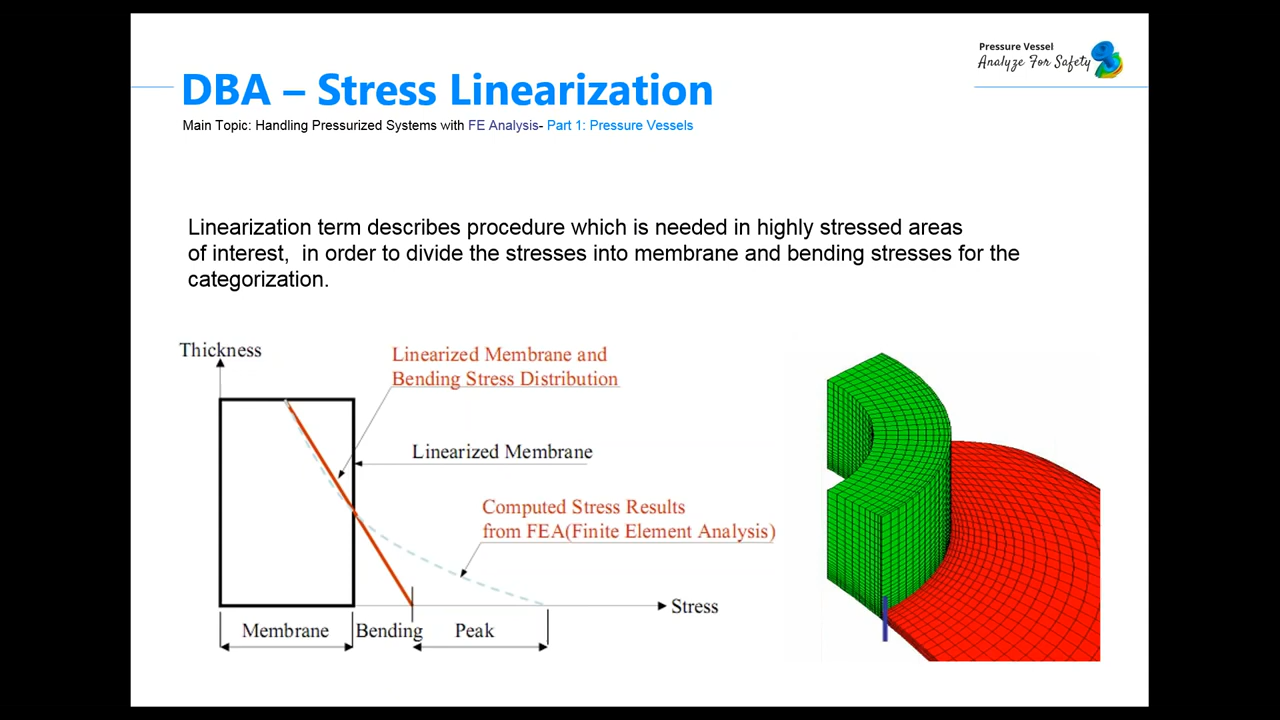 Pressure Vessel
Analyze For Safety
DBA – Stress Linearization
Main Topic: Handling Pressurized Systems with FE Analysis- Part 1: Pressure Vessels
Linearization term describes procedure which is needed in highly stressed areas
of interest,  in order to divide the stresses into membrane and bending stresses for the
categorization.
Thickness
Linearized Membrane and
Bending Stress Distribution
Linearized Membrane
Computed Stress Results
from FEA(Finite Element Analysis)
Stress
Membrane
Bending
Peak